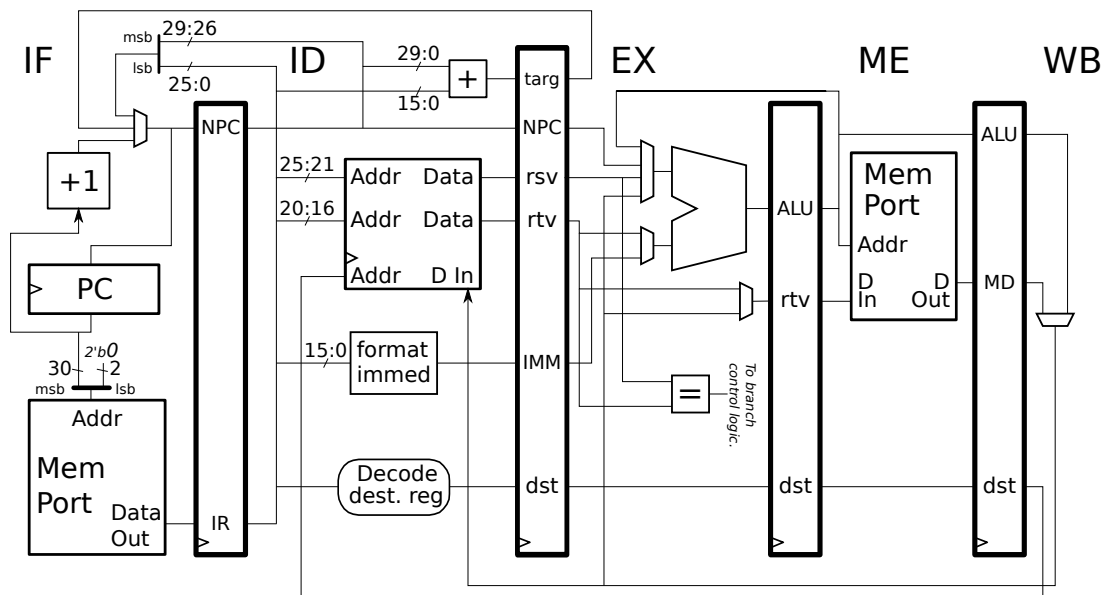 IF
ID
EX
ME
WB
msb
29:26
lsb
25:0
29:0
15:0
+
targ
NPC
NPC
ALU
+1
25:21
Addr
Data
rsv
20:16
Addr
Data
rtv
Addr
D In
PC
ALU
Mem
Port
Addr
D
In
D
Out
MD
rtv
15:0
format
immed
IMM
=
To branch
control logic.
2'b0
30
2
msb
lsb
Addr
Mem
Port
Data
Out
IR
Decode
dest. reg
dst
dst
dst